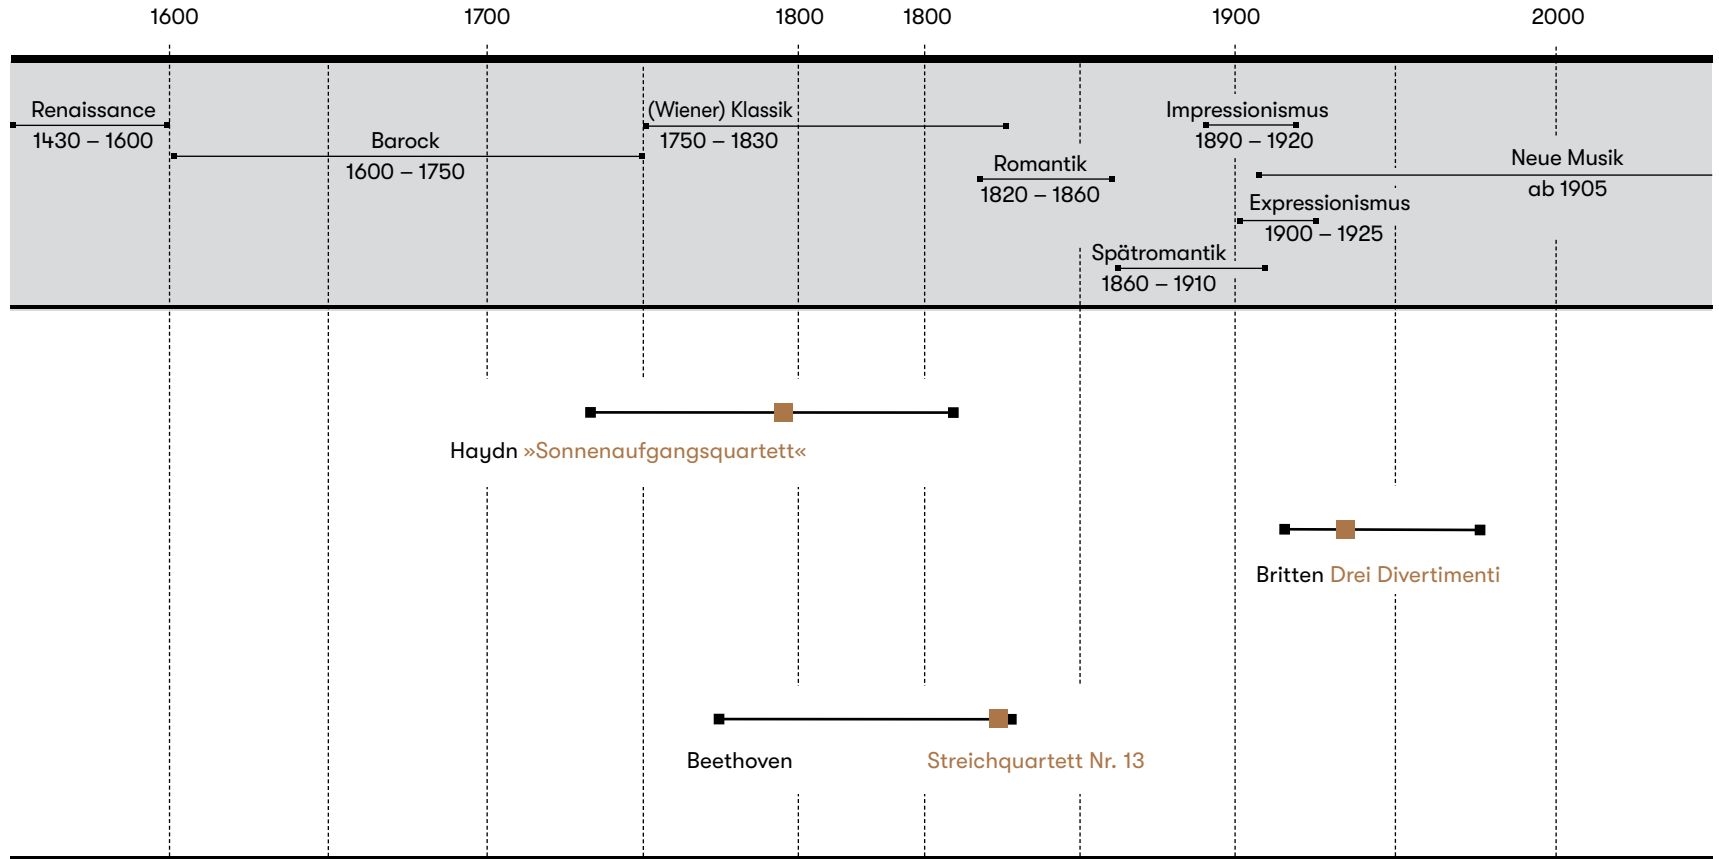 1600 1700 1800 1800 1900 2000
Renaissance
1430 – 1600
Barock
1600 – 1750
(Wiener) Klassik
1750 – 1830
Romantik
1820 – 1860
Spätromantik
1860 – 1910
Impressionismus
1890 – 1920
Expressionismus
1900 – 1925
Neue Musik
ab 1905
Haydn »Sonnenaufgangsquartett«
Britten Drei Divertimenti
Beethoven Streichquartett Nr. 13